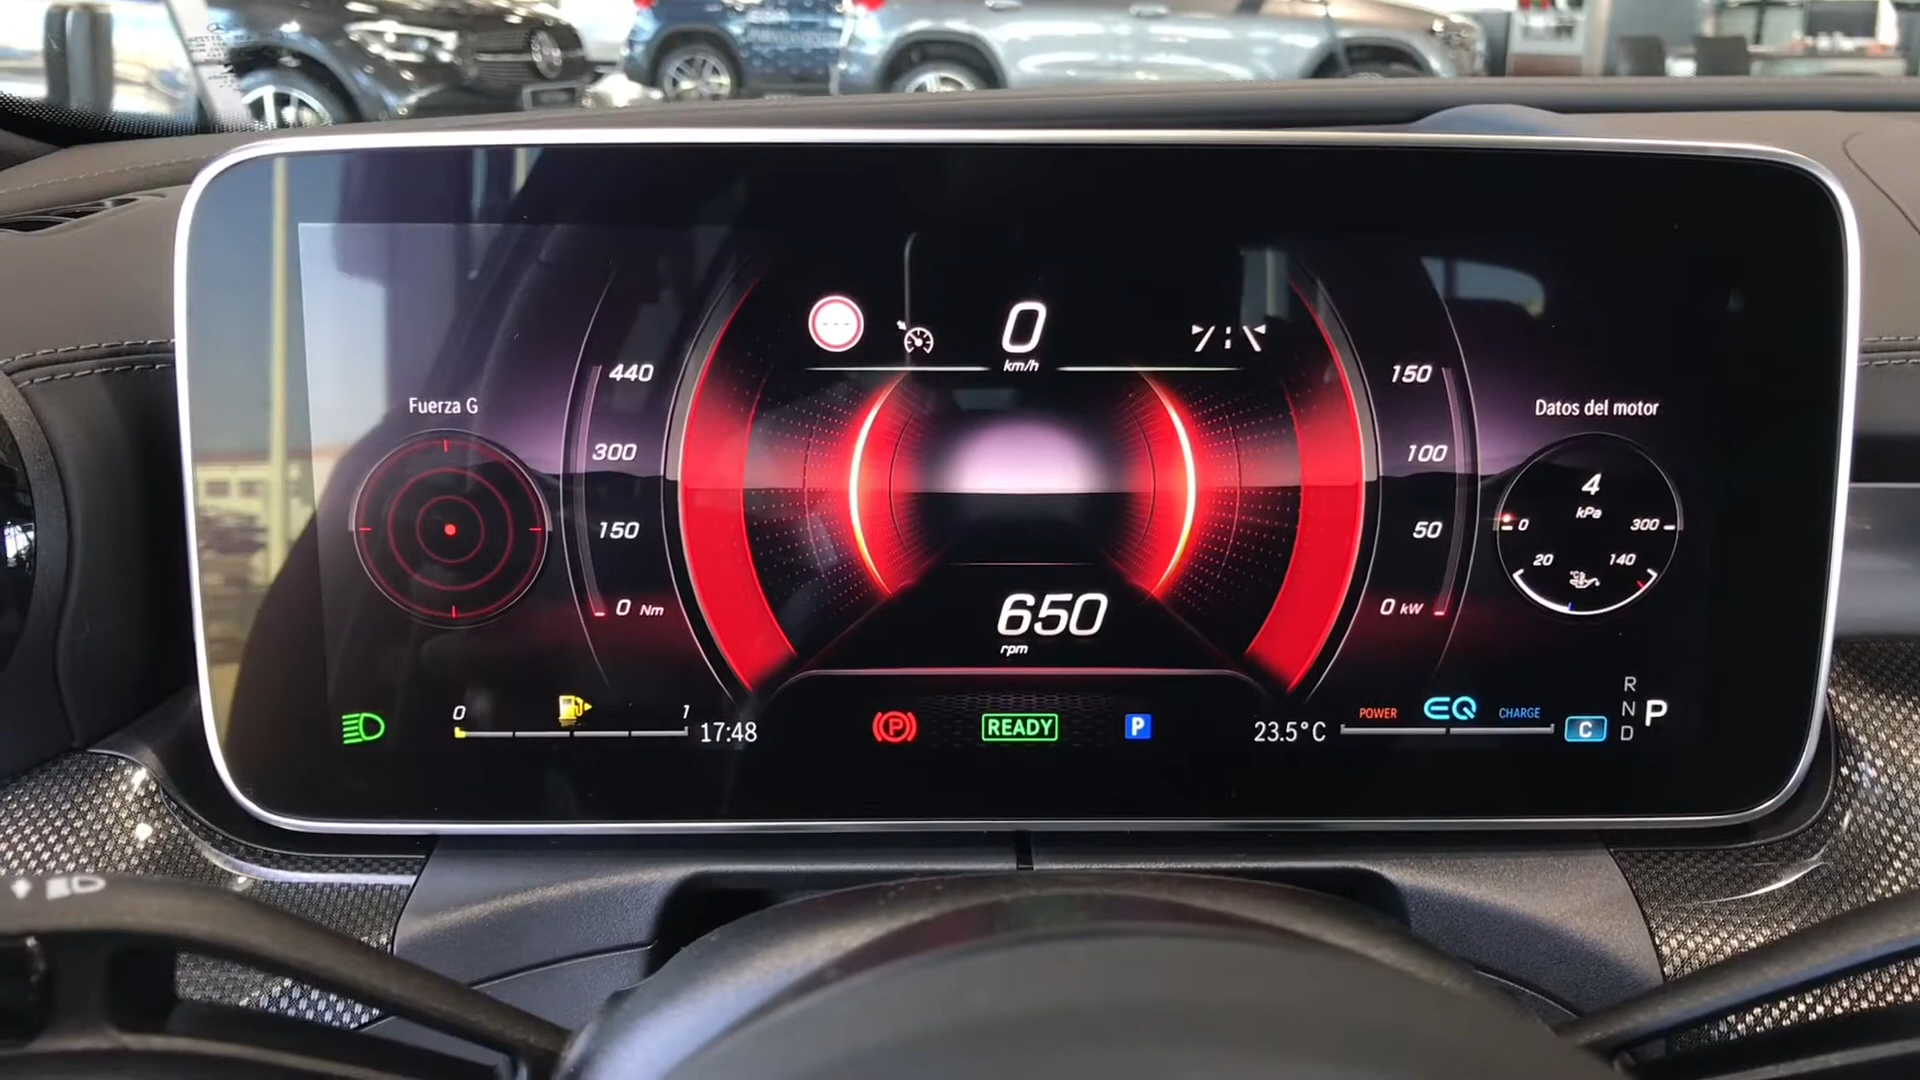 0
km/h
440
300
150
0 Nm
Fuerza G
150
100
50
0 kW
Datos del motor
4
kPa
0
300
20
140
°C
650
rpm
0
1
17:48
P
READY
P
23.5°C
POWER
EQ
CHARGE
C
R
N
D
P